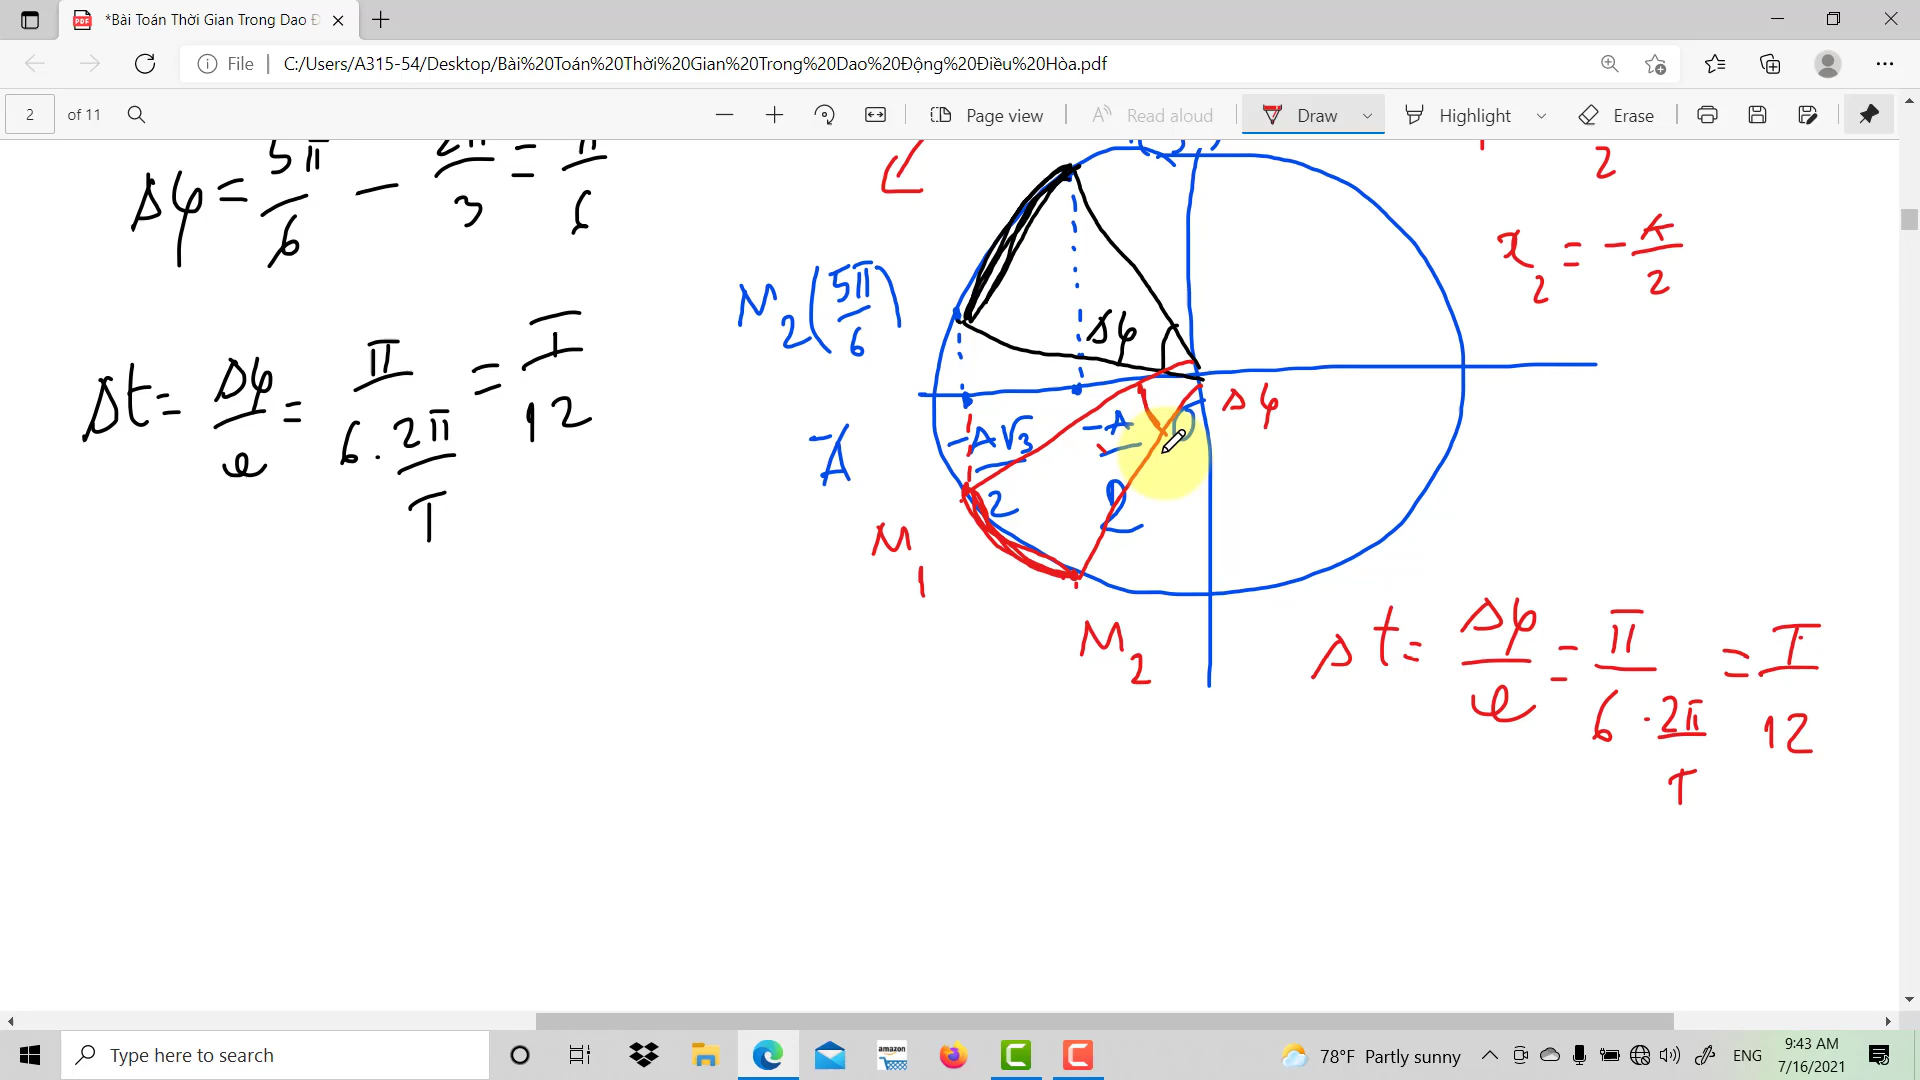 *Bài Toán Thời Gian Trong Dao Đ
File
C:/Users/A315-54/Desktop/Bài%20Toán%20Thời%20Gian%20Trong%20Dao%20Động%20Điều%20Hòa.pdf
2 of 11
Page view
Read aloud
Draw
Highlight
Erase
Δφ = 5π/6 − 2π/3 = π/6
2
x₂ = −A/2
M₂(5π/6)
Δφ
Δt = Δφ/ω = π/(6·2π/T) = T/12
Δφ
-A
-A√3/2
-A/2
O
M₁
M₂
Δt = Δφ/ω = π/(6·2π/T) = T/12
Type here to search
amazon
78°F Partly sunny
ENG
9:43 AM
7/16/2021